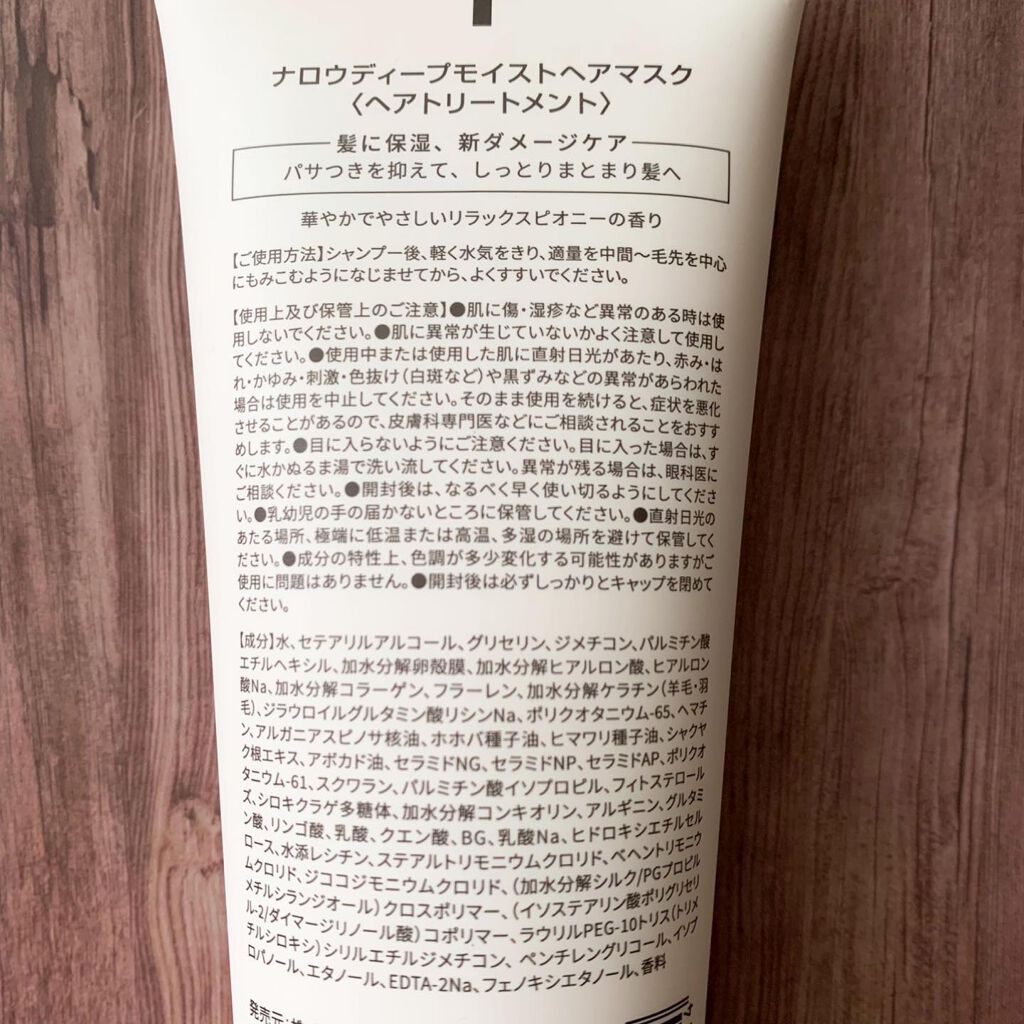 ナロウディープモイストヘアマスク
〈ヘアトリートメント〉
髪に保湿、新ダメージケア
パサつきを抑えて、しっとりまとまり髪へ
華やかでやさしいリラックスピオニーの香り
【ご使用方法】シャンプー後、軽く水気をきり、適量を中間〜毛先を中心
にもみこむようになじませてから、よくすすいでください。
【使用上及び保管上のご注意】●肌に傷・湿疹など異常のある時は使
用しないでください。●肌に異常が生じていないかよく注意して使用し
てください。●使用中または使用した肌に直射日光があたり、赤み・は
れ・かゆみ・刺激・色抜け(白斑など)や黒ずみなどの異常があらわれた
場合は使用を中止してください。そのまま使用を続けると、症状を悪化
させることがあるので、皮膚科専門医などにご相談されることをおすす
めします。●目に入らないようにご注意ください。目に入った場合は、す
ぐに水かぬるま湯で洗い流してください。異常が残る場合は、眼科医に
ご相談ください。●開封後は、なるべく早く使い切るようにしてくださ
い。●乳幼児の手の届かないところに保管してください。●直射日光の
あたる場所、極端に低温または高温、多湿の場所を避けて保管してく
ださい。●成分の特性上、色調が多少変化する可能性がありますがご
使用に問題はありません。●開封後は必ずしっかりとキャップを閉めて
ください。
【成分】水、セテアリルアルコール、グリセリン、ジメチコン、パルミチン酸
エチルヘキシル、加水分解卵殻膜、加水分解ヒアルロン酸、ヒアルロン
酸Na、加水分解コラーゲン、フラーレン、加水分解ケラチン(羊毛・羽
毛)、ジラウロイルグルタミン酸リシンNa、ポリクオタニウム-65、ヘマチ
ン、アルガニアスピノサ核油、ホホバ種子油、ヒマワリ種子油、シャクヤ
ク根エキス、アボカド油、セラミドNG、セラミドNP、セラミドAP、ポリクオ
タニウム-61、スクワラン、パルミチン酸イソプロピル、フィトステロール
ズ、シロキクラゲ多糖体、加水分解コンキオリン、アルギニン、グルタミ
ン酸、リンゴ酸、乳酸、クエン酸、BG、乳酸Na、ヒドロキシエチルセル
ロース、水添レシチン、ステアルトリモニウムクロリド、ベヘントリモニウ
ムクロリド、ジココジモニウムクロリド、(加水分解シルク/PGプロピル
メチルシランジオール)クロスポリマー、(イソステアリン酸ポリグリセリ
ル-2/ダイマージリノール酸)コポリマー、ラウリルPEG-10トリス(トリメ
チルシロキシ)シリルエチルジメチコン、ペンチレングリコール、イソプ
ロパノール、エタノール、EDTA-2Na、フェノキシエタノール、香料
発売元: